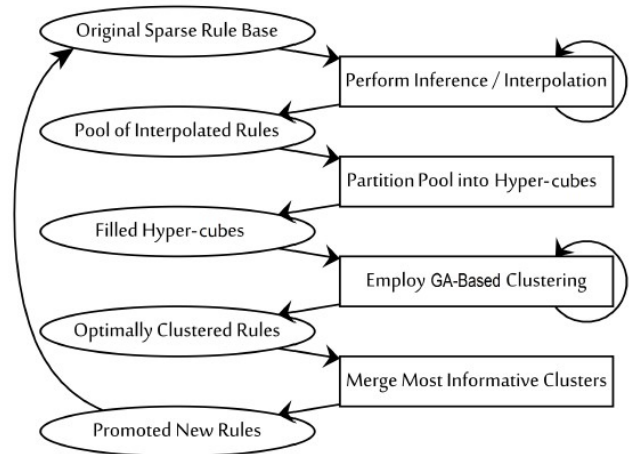 Original Sparse Rule Base
Perform Inference / Interpolation
Pool of Interpolated Rules
Partition Pool into Hyper-cubes
Filled Hyper-cubes
Employ GA-Based Clustering
Optimally Clustered Rules
Merge Most Informative Clusters
Promoted New Rules